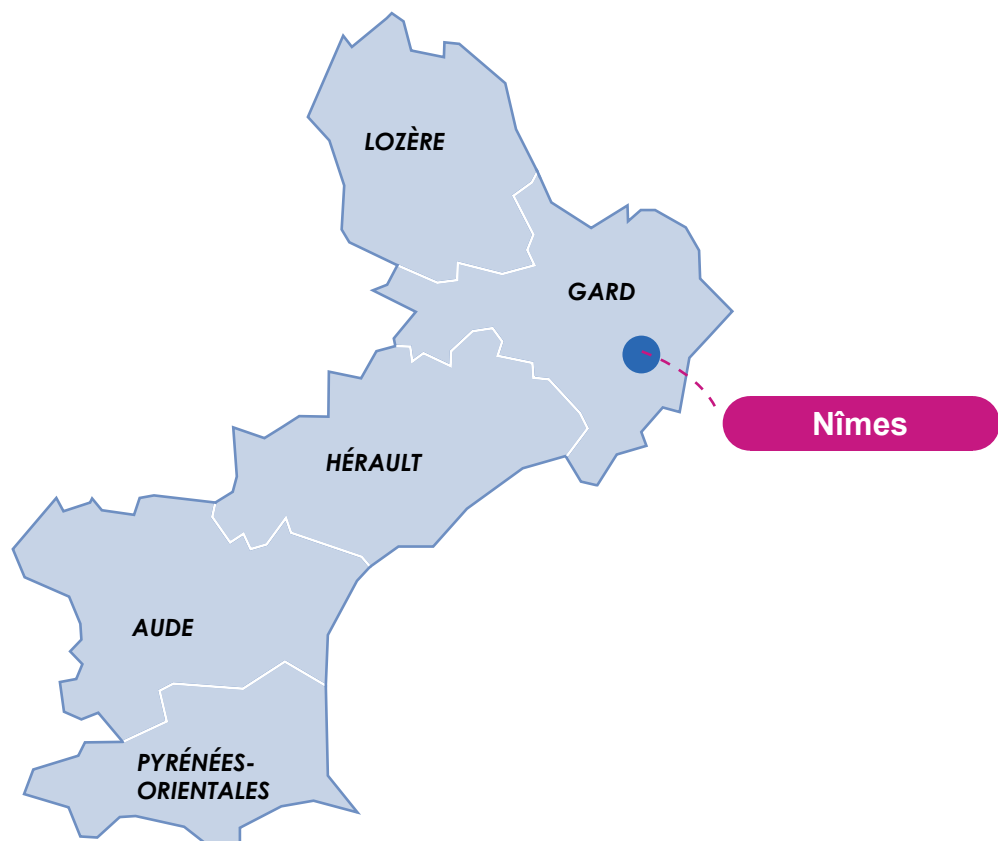 LOZÈRE
GARD
Nîmes
HÉRAULT
AUDE
PYRÉNÉES-
ORIENTALES